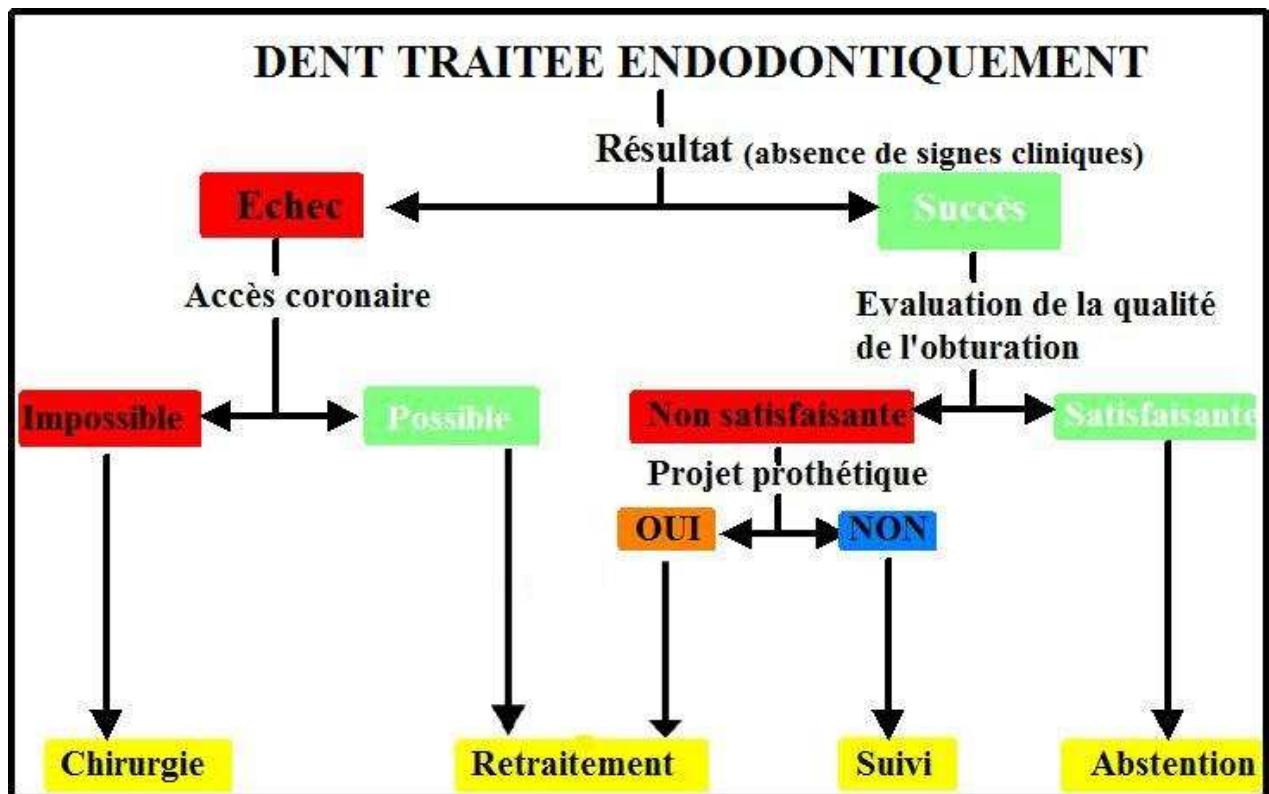 DENT TRAITEE ENDODONTIQUEMENT
Résultat (absence de signes cliniques)
Echec
Succès
Accès coronaire
Evaluation de la qualité
de l'obturation
Impossible
Possible
Non satisfaisante
Satisfaisante
Projet prothétique
OUI
NON
Chirurgie
Retraitement
Suivi
Abstention